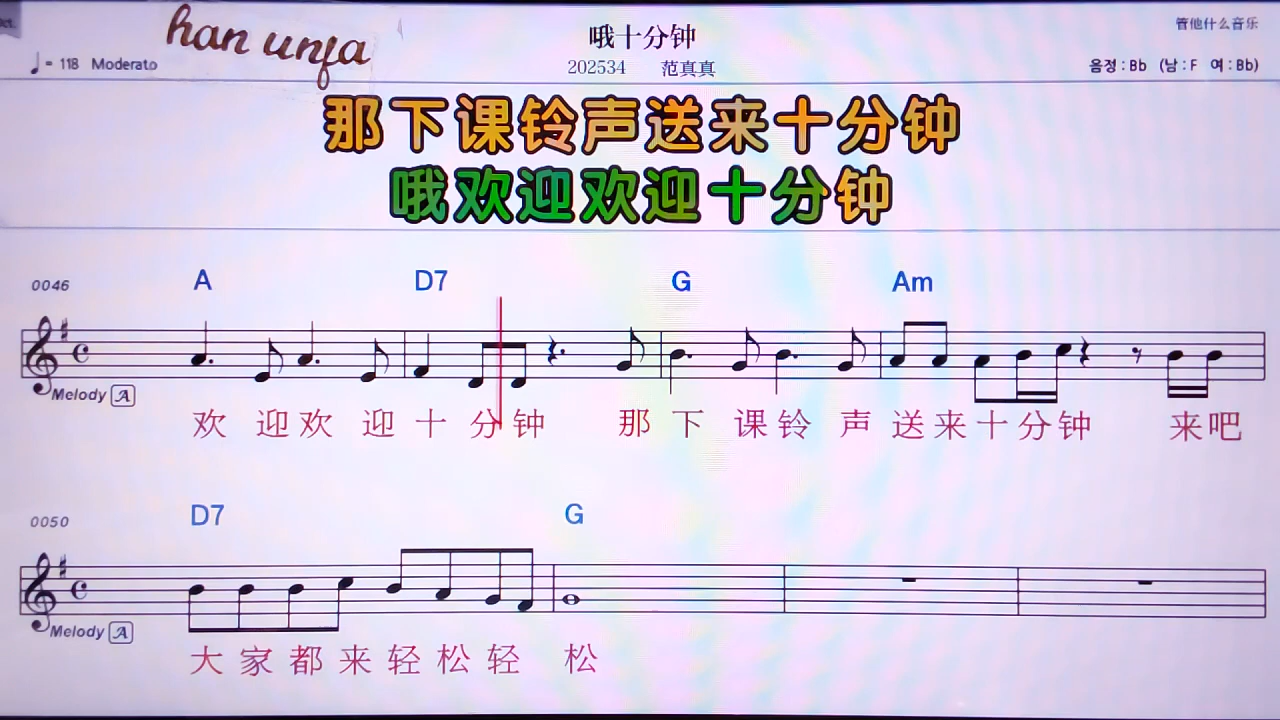 han unfa
哦十分钟
管他什么音乐
♩= 118 Moderato
202534 范真真
음정:Bb (남:F 여:Bb)
那下课铃声送来十分钟
哦欢迎欢迎十分钟
0046 A D7 G Am
Melody A
欢迎欢迎十分钟 那下课铃声送来十分钟 来吧
0050 D7 G
Melody A
大家都来轻松轻松